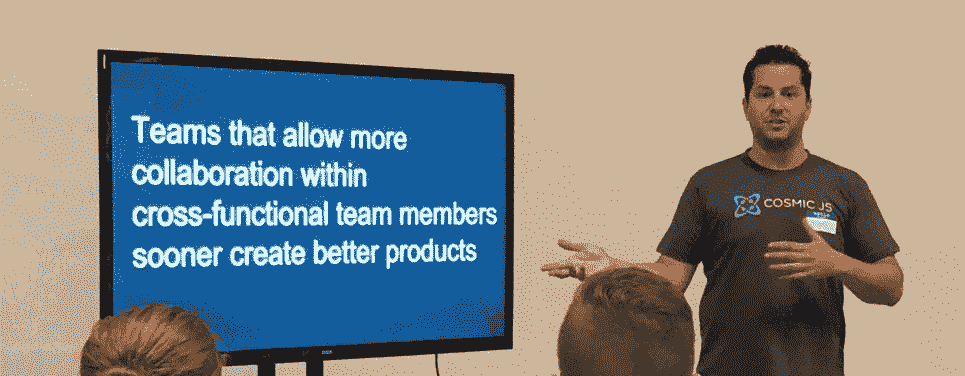 Teams that allow more
collaboration within
cross-functional team members
sooner create better products
COSMIC JS